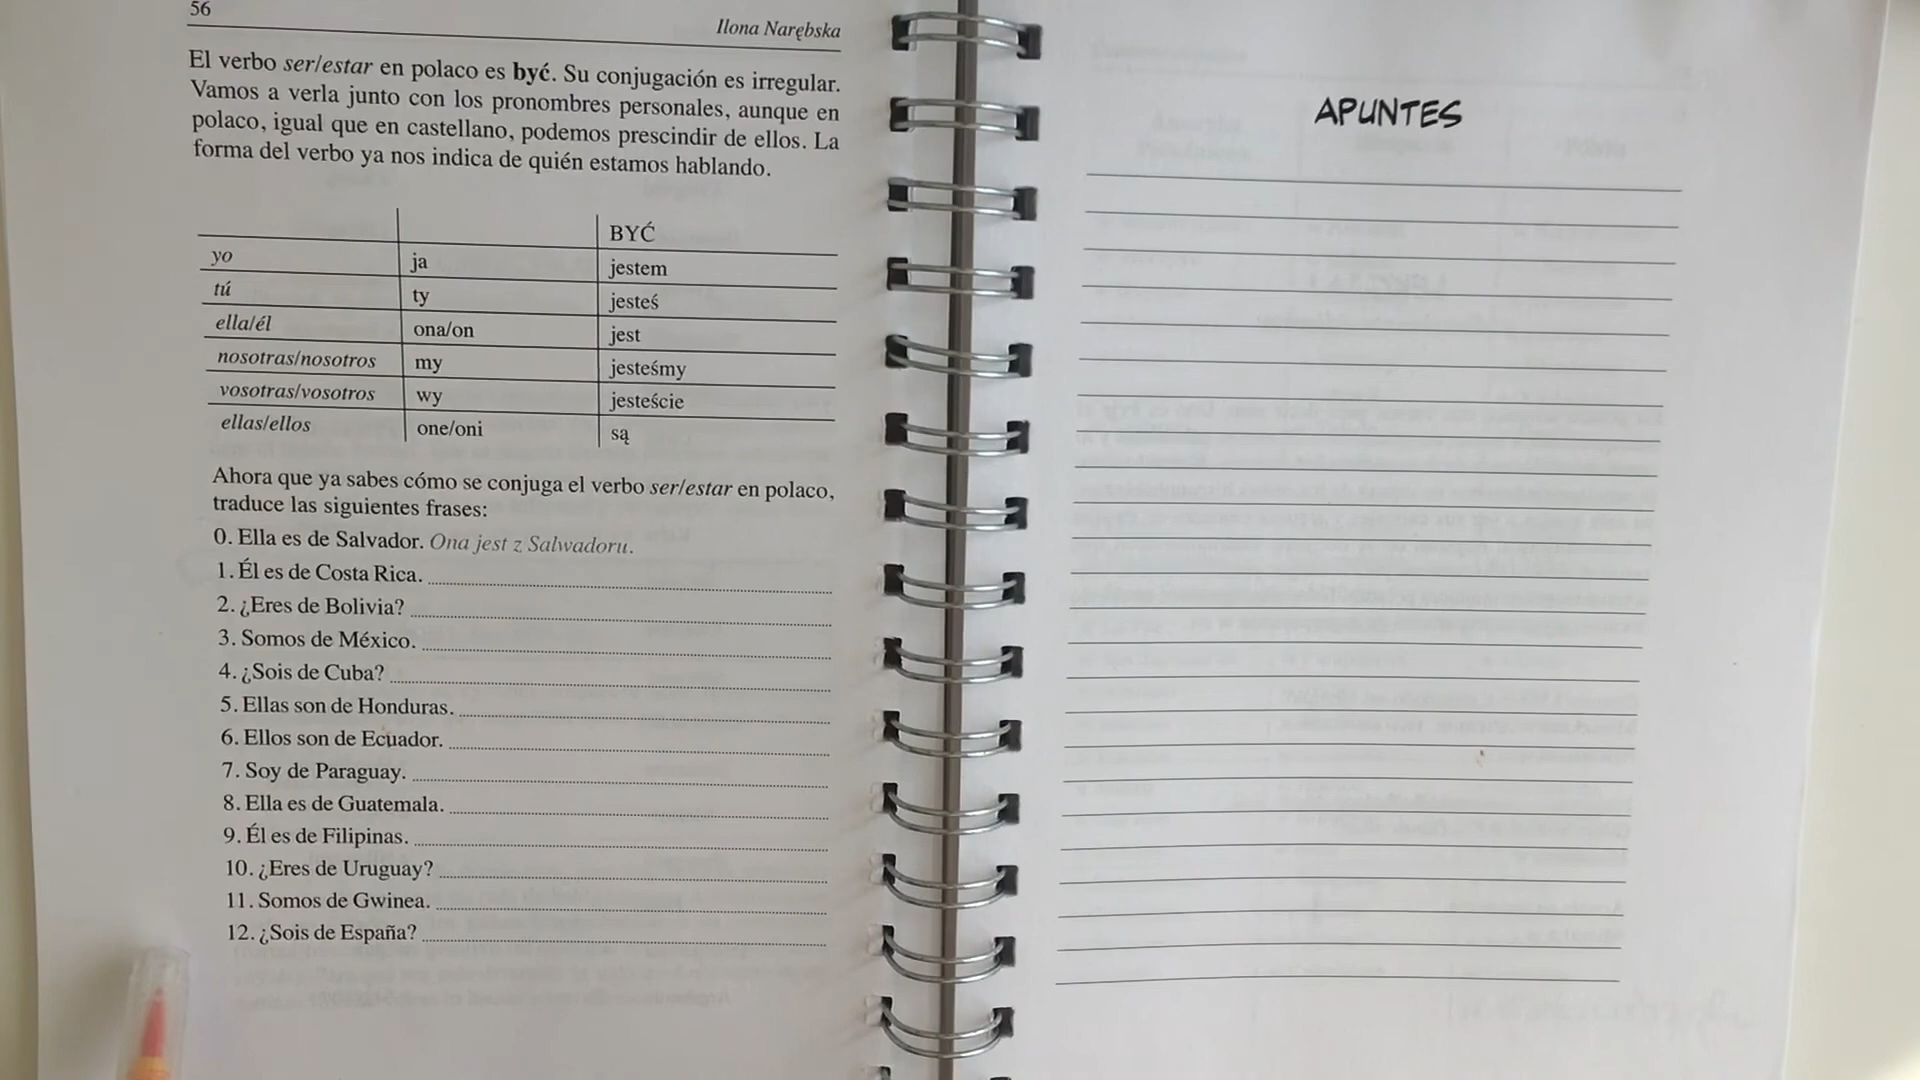 56
Ilona Narębska
El verbo ser/estar en polaco es być. Su conjugación es irregular.
Vamos a verla junto con los pronombres personales, aunque en
polaco, igual que en castellano, podemos prescindir de ellos. La
forma del verbo ya nos indica de quién estamos hablando.
BYĆ
yo ja jestem
tú ty jesteś
ella/él ona/on jest
nosotras/nosotros my jesteśmy
vosotras/vosotros wy jesteście
ellas/ellos one/oni są
Ahora que ya sabes cómo se conjuga el verbo ser/estar en polaco,
traduce las siguientes frases:
0. Ella es de Salvador. Ona jest z Salwadoru.
1. Él es de Costa Rica.
2. ¿Eres de Bolivia?
3. Somos de México.
4. ¿Sois de Cuba?
5. Ellas son de Honduras.
6. Ellos son de Ecuador.
7. Soy de Paraguay.
8. Ella es de Guatemala.
9. Él es de Filipinas.
10. ¿Eres de Uruguay?
11. Somos de Gwinea.
12. ¿Sois de España?
APUNTES